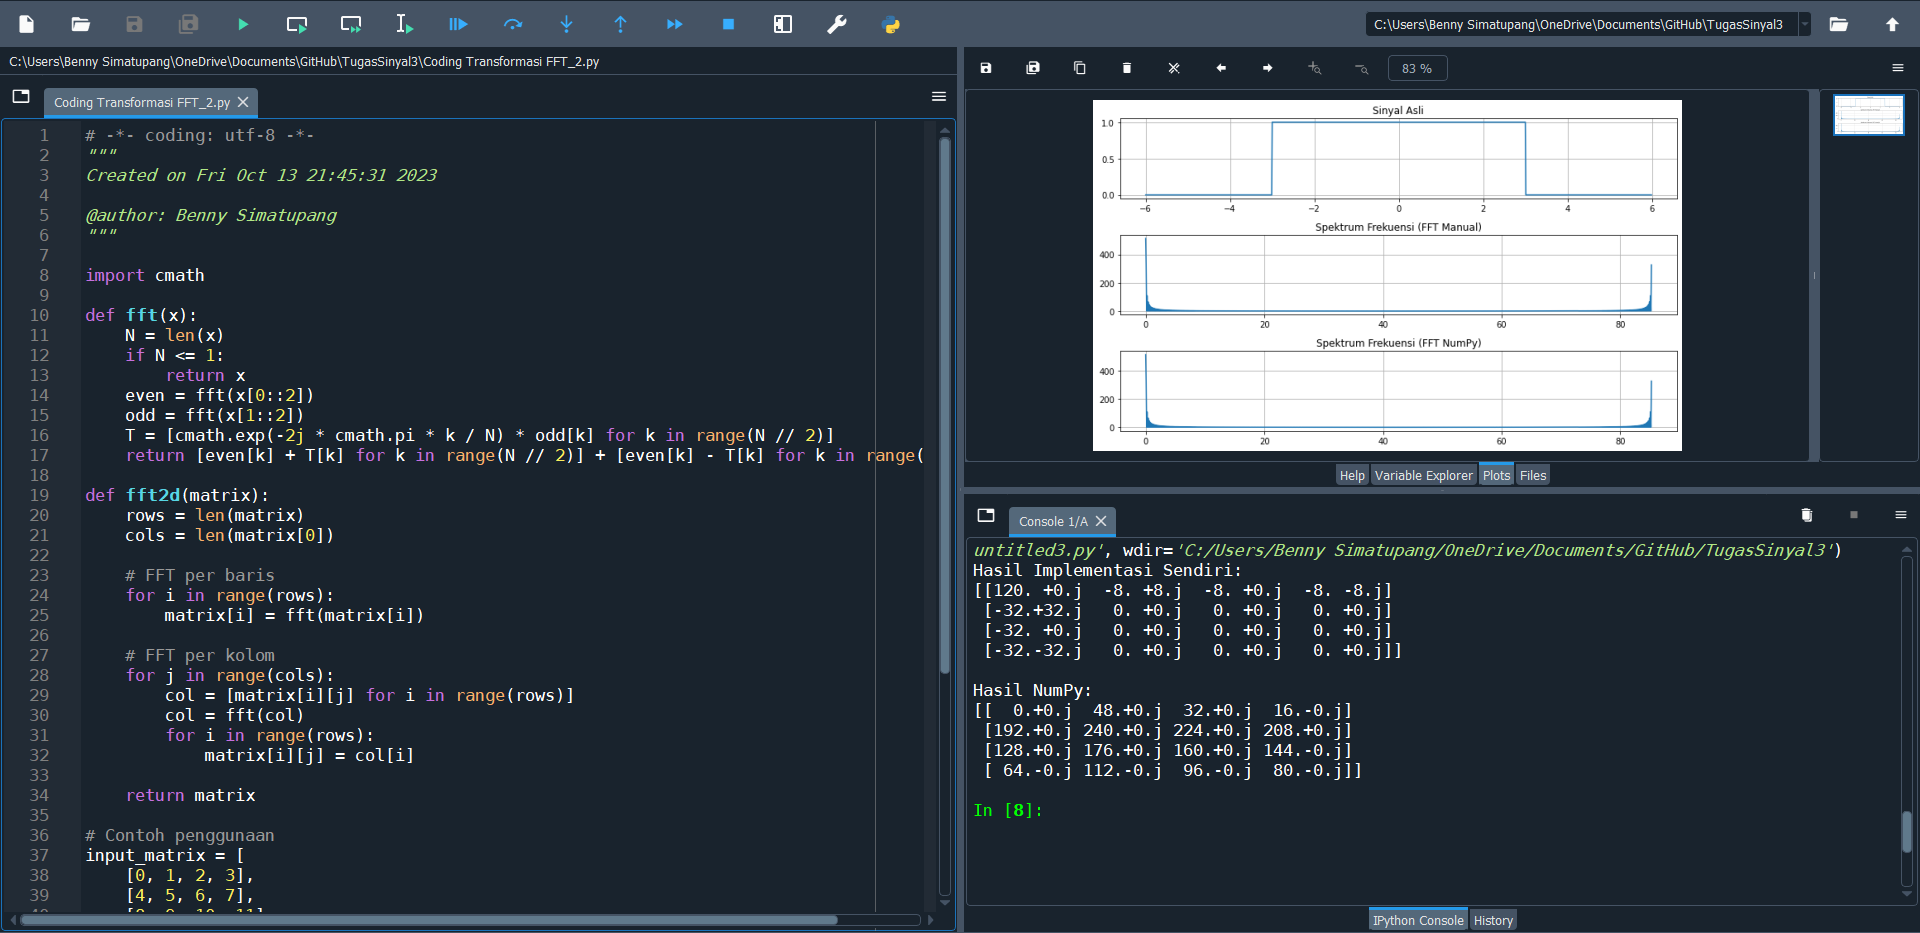 C:\Users\Benny Simatupang\OneDrive\Documents\GitHub\TugasSinyal3
C:\Users\Benny Simatupang\OneDrive\Documents\GitHub\TugasSinyal3\Coding Transformasi FFT_2.py
Coding Transformasi FFT_2.py
1 # -*- coding: utf-8 -*-
2 """
3 Created on Fri Oct 13 21:45:31 2023
4
5 @author: Benny Simatupang
6 """
7
8 import cmath
9
10 def fft(x):
11     N = len(x)
12     if N <= 1:
13         return x
14     even = fft(x[0::2])
15     odd = fft(x[1::2])
16     T = [cmath.exp(-2j * cmath.pi * k / N) * odd[k] for k in range(N // 2)]
17     return [even[k] + T[k] for k in range(N // 2)] + [even[k] - T[k] for k in range(
18
19 def fft2d(matrix):
20     rows = len(matrix)
21     cols = len(matrix[0])
22
23     # FFT per baris
24     for i in range(rows):
25         matrix[i] = fft(matrix[i])
26
27     # FFT per kolom
28     for j in range(cols):
29         col = [matrix[i][j] for i in range(rows)]
30         col = fft(col)
31         for i in range(rows):
32             matrix[i][j] = col[i]
33
34     return matrix
35
36 # Contoh penggunaan
37 input_matrix = [
38     [0, 1, 2, 3],
39     [4, 5, 6, 7],
83 %
Sinyal Asli
1.0
0.5
0.0
−6 −4 −2 0 2 4 6
Spektrum Frekuensi (FFT Manual)
400
200
0
0 20 40 60 80
Spektrum Frekuensi (FFT NumPy)
400
200
0
0 20 40 60 80
Help Variable Explorer Plots Files
Console 1/A
untitled3.py', wdir='C:/Users/Benny Simatupang/OneDrive/Documents/GitHub/TugasSinyal3')
Hasil Implementasi Sendiri:
[[120. +0.j  -8. +8.j  -8. +0.j  -8. -8.j]
 [-32.+32.j   0. +0.j   0. +0.j   0. +0.j]
 [-32. +0.j   0. +0.j   0. +0.j   0. +0.j]
 [-32.-32.j   0. +0.j   0. +0.j   0. +0.j]]
Hasil NumPy:
[[  0.+0.j  48.+0.j  32.+0.j  16.-0.j]
 [192.+0.j 240.+0.j 224.+0.j 208.+0.j]
 [128.+0.j 176.+0.j 160.+0.j 144.-0.j]
 [ 64.-0.j 112.-0.j  96.-0.j  80.-0.j]]
In [8]:
IPython Console History